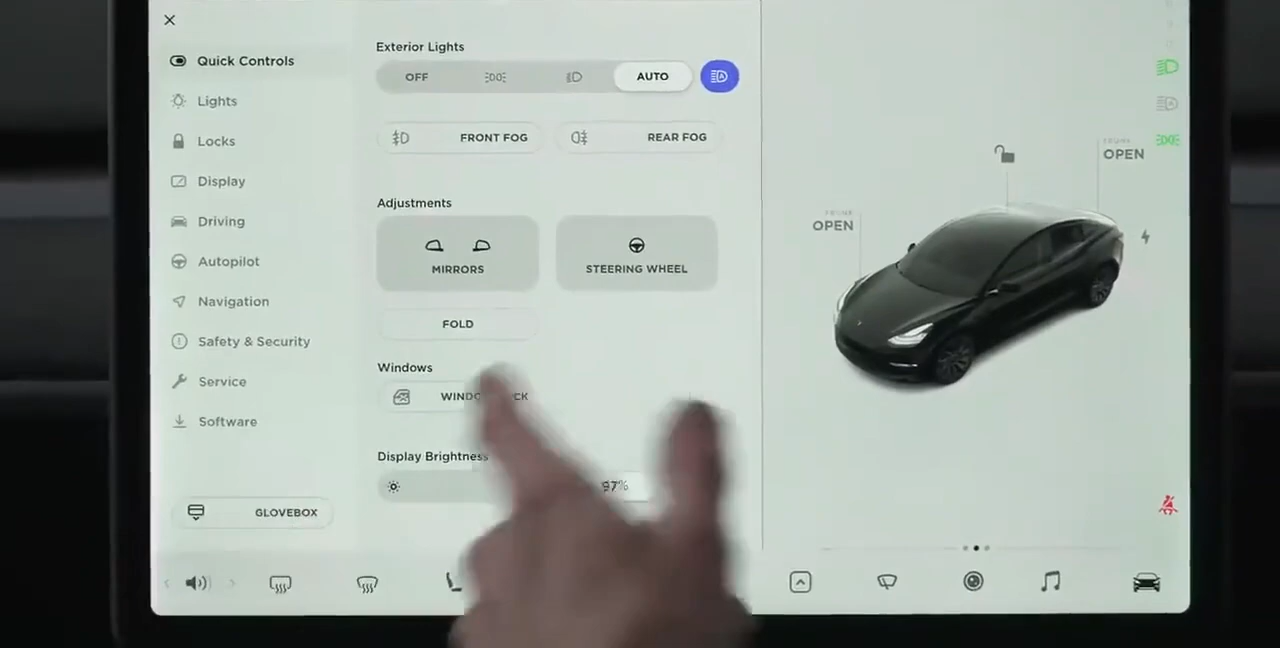 Quick Controls
Lights
Locks
Display
Driving
Autopilot
Navigation
Safety & Security
Service
Software
GLOVEBOX
Exterior Lights
OFF
AUTO
FRONT FOG
REAR FOG
Adjustments
MIRRORS
STEERING WHEEL
FOLD
Windows
Display Brightness
97%
OPEN
OPEN